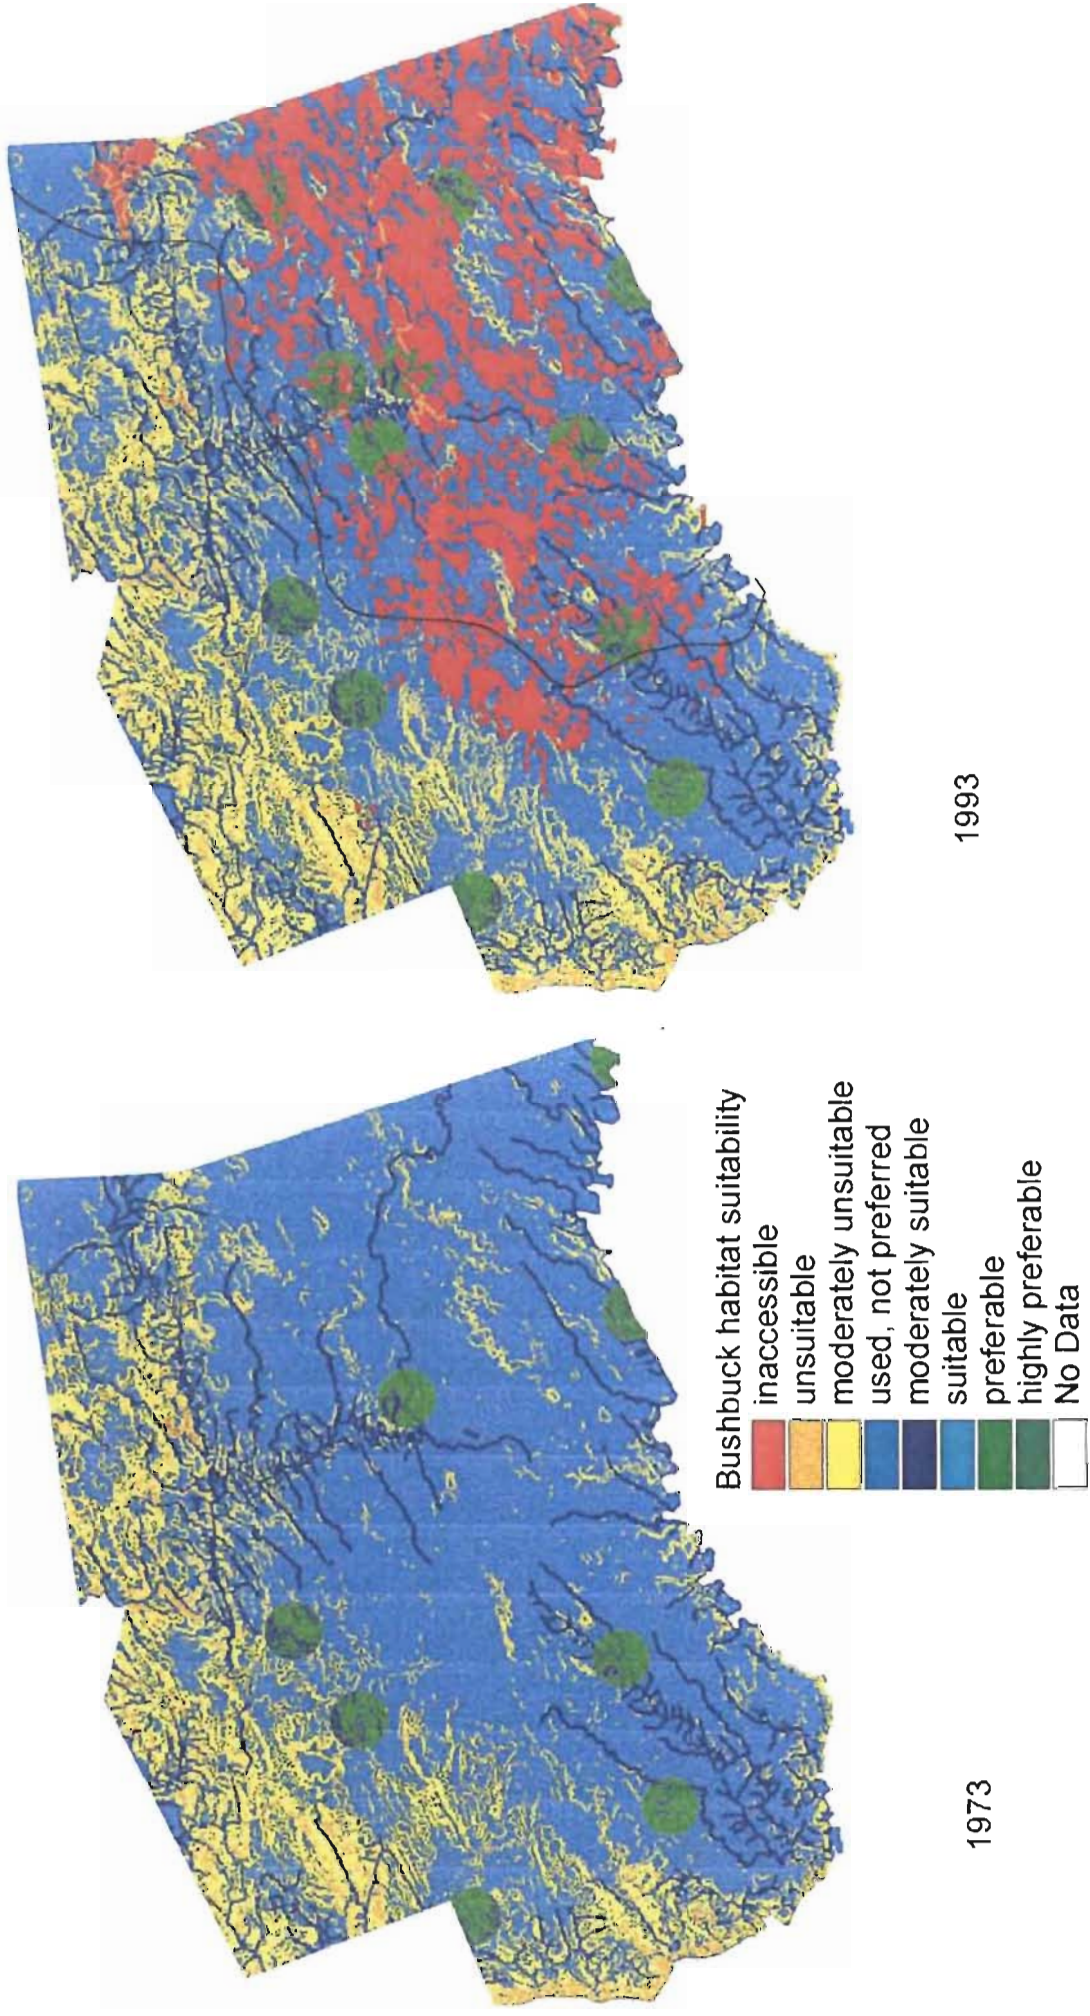 1973
1993
Bushbuck habitat suitability
inaccessible
unsuitable
moderately unsuitable
used, not preferred
moderately suitable
suitable
preferable
highly preferable
No Data